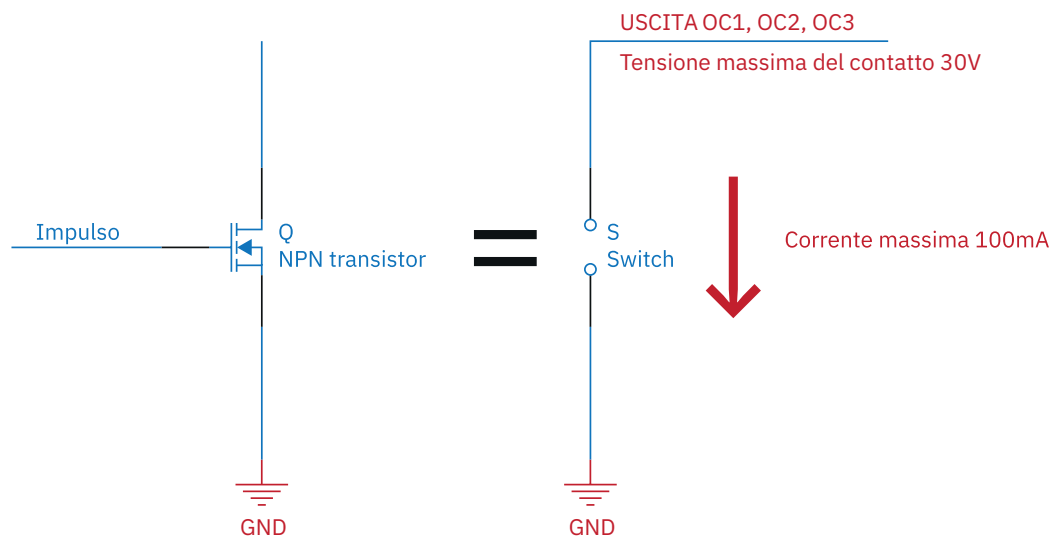 USCITA OC1, OC2, OC3
Tensione massima del contatto 30V
Impulso
Q
NPN transistor
S
Switch
Corrente massima 100mA
GND
GND